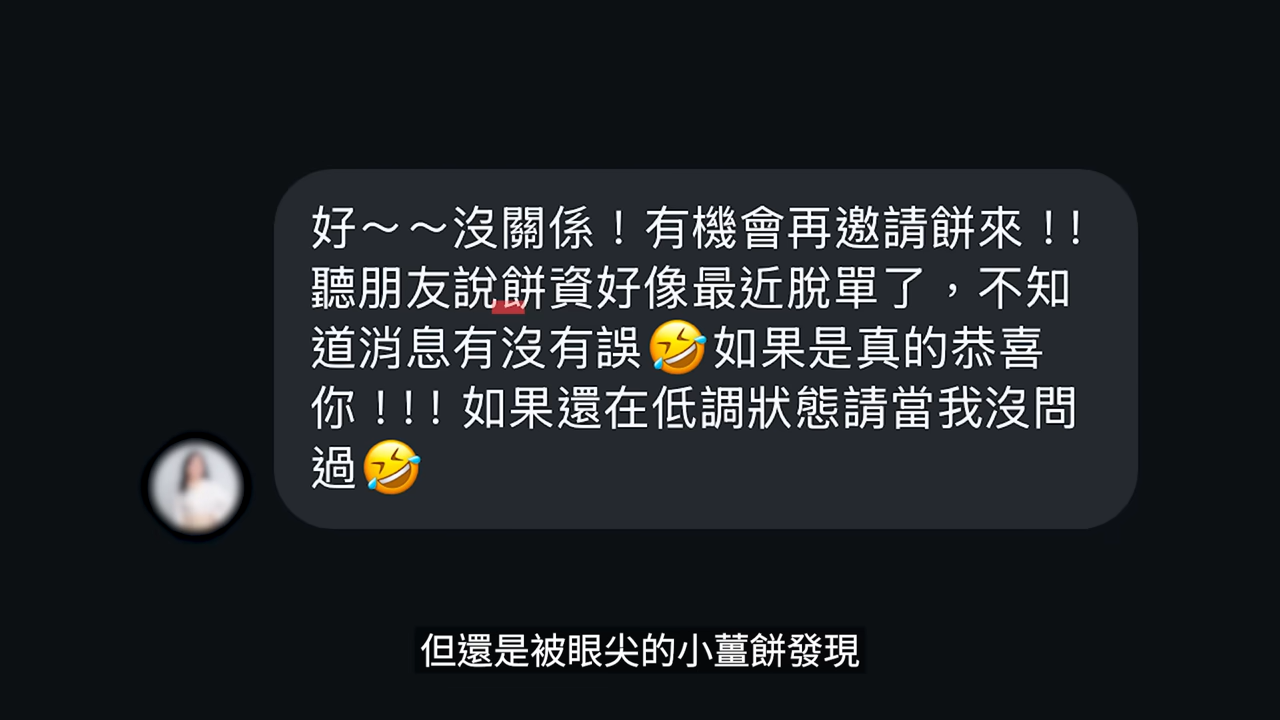 好～～沒關係！有機會再邀請餅來！！
聽朋友說餅資好像最近脫單了，不知
道消息有沒有誤🤣如果是真的恭喜
你！！！如果還在低調狀態請當我沒問
過🤣
但還是被眼尖的小薑餅發現